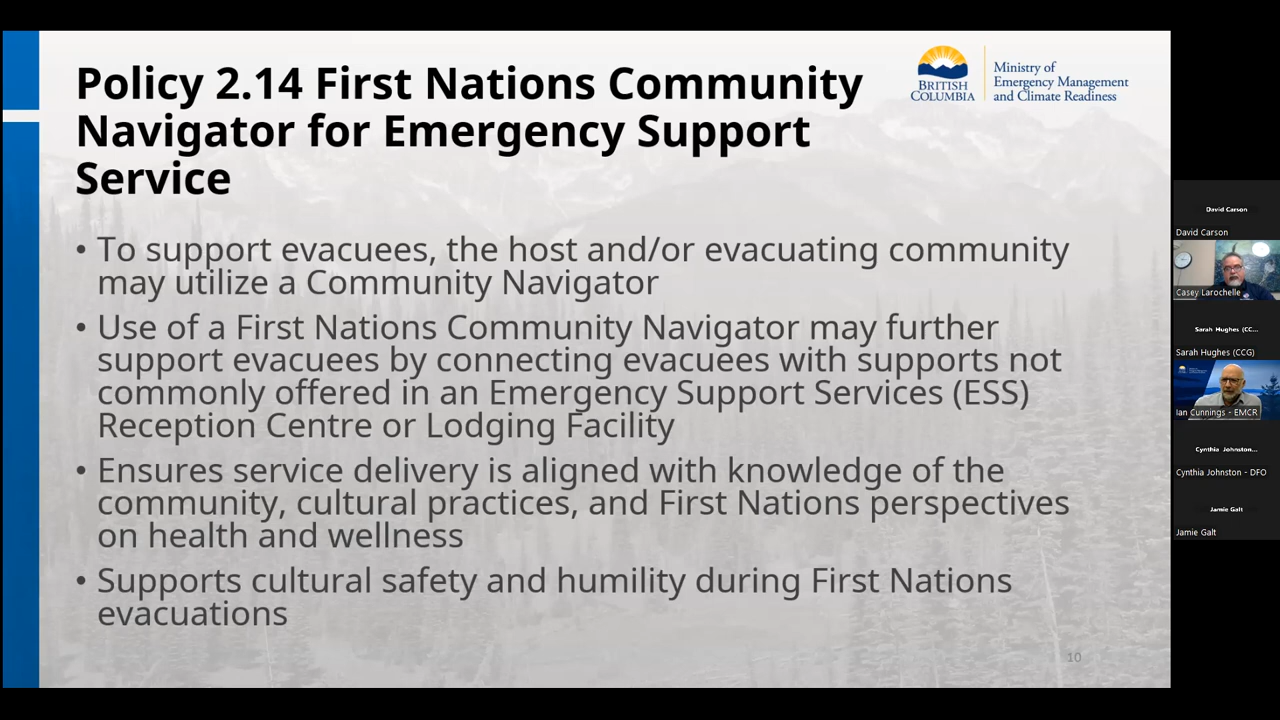 Policy 2.14 First Nations Community
Navigator for Emergency Support
Service
BRITISH
COLUMBIA
Ministry of
Emergency Management
and Climate Readiness
• To support evacuees, the host and/or evacuating community
may utilize a Community Navigator
• Use of a First Nations Community Navigator may further
support evacuees by connecting evacuees with supports not
commonly offered in an Emergency Support Services (ESS)
Reception Centre or Lodging Facility
• Ensures service delivery is aligned with knowledge of the
community, cultural practices, and First Nations perspectives
on health and wellness
• Supports cultural safety and humility during First Nations
evacuations
10
David Carson
David Carson
Casey Larochelle
Sarah Hughes (CC...
Sarah Hughes (CCG)
Ian Cunnings - EMCR
Cynthia Johnston...
Cynthia Johnston - DFO
Jamie Galt
Jamie Galt